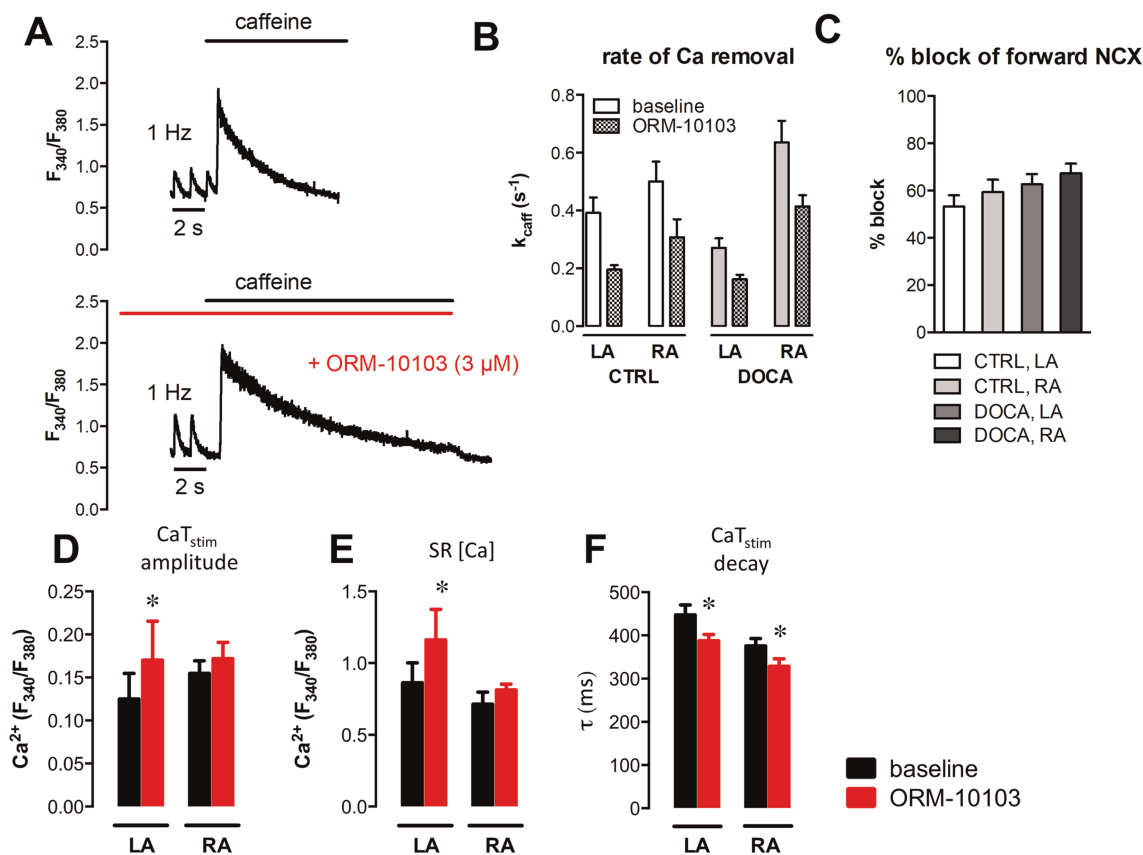 A
caffeine
2.5
2.0
1.5
1.0
0.5
0.0
F340/F380
1 Hz
2 s
caffeine
2.5
2.0
1.5
1.0
0.5
0.0
F340/F380
+ ORM-10103 (3 µM)
1 Hz
2 s
B
rate of Ca removal
0.8
0.6
0.4
0.2
0.0
kcaff (s-1)
baseline
ORM-10103
LA RA LA RA
CTRL DOCA
C
% block of forward NCX
100
80
60
40
20
0
% block
CTRL, LA
CTRL, RA
DOCA, LA
DOCA, RA
D
CaTstim
amplitude
0.25
0.20
0.15
0.10
0.05
0.00
Ca2+ (F340/F380)
*
LA RA
E
SR [Ca]
1.5
1.0
0.5
0.0
Ca2+ (F340/F380)
*
LA RA
F
CaTstim
decay
500
400
300
200
100
0
τ (ms)
* *
LA RA
baseline
ORM-10103